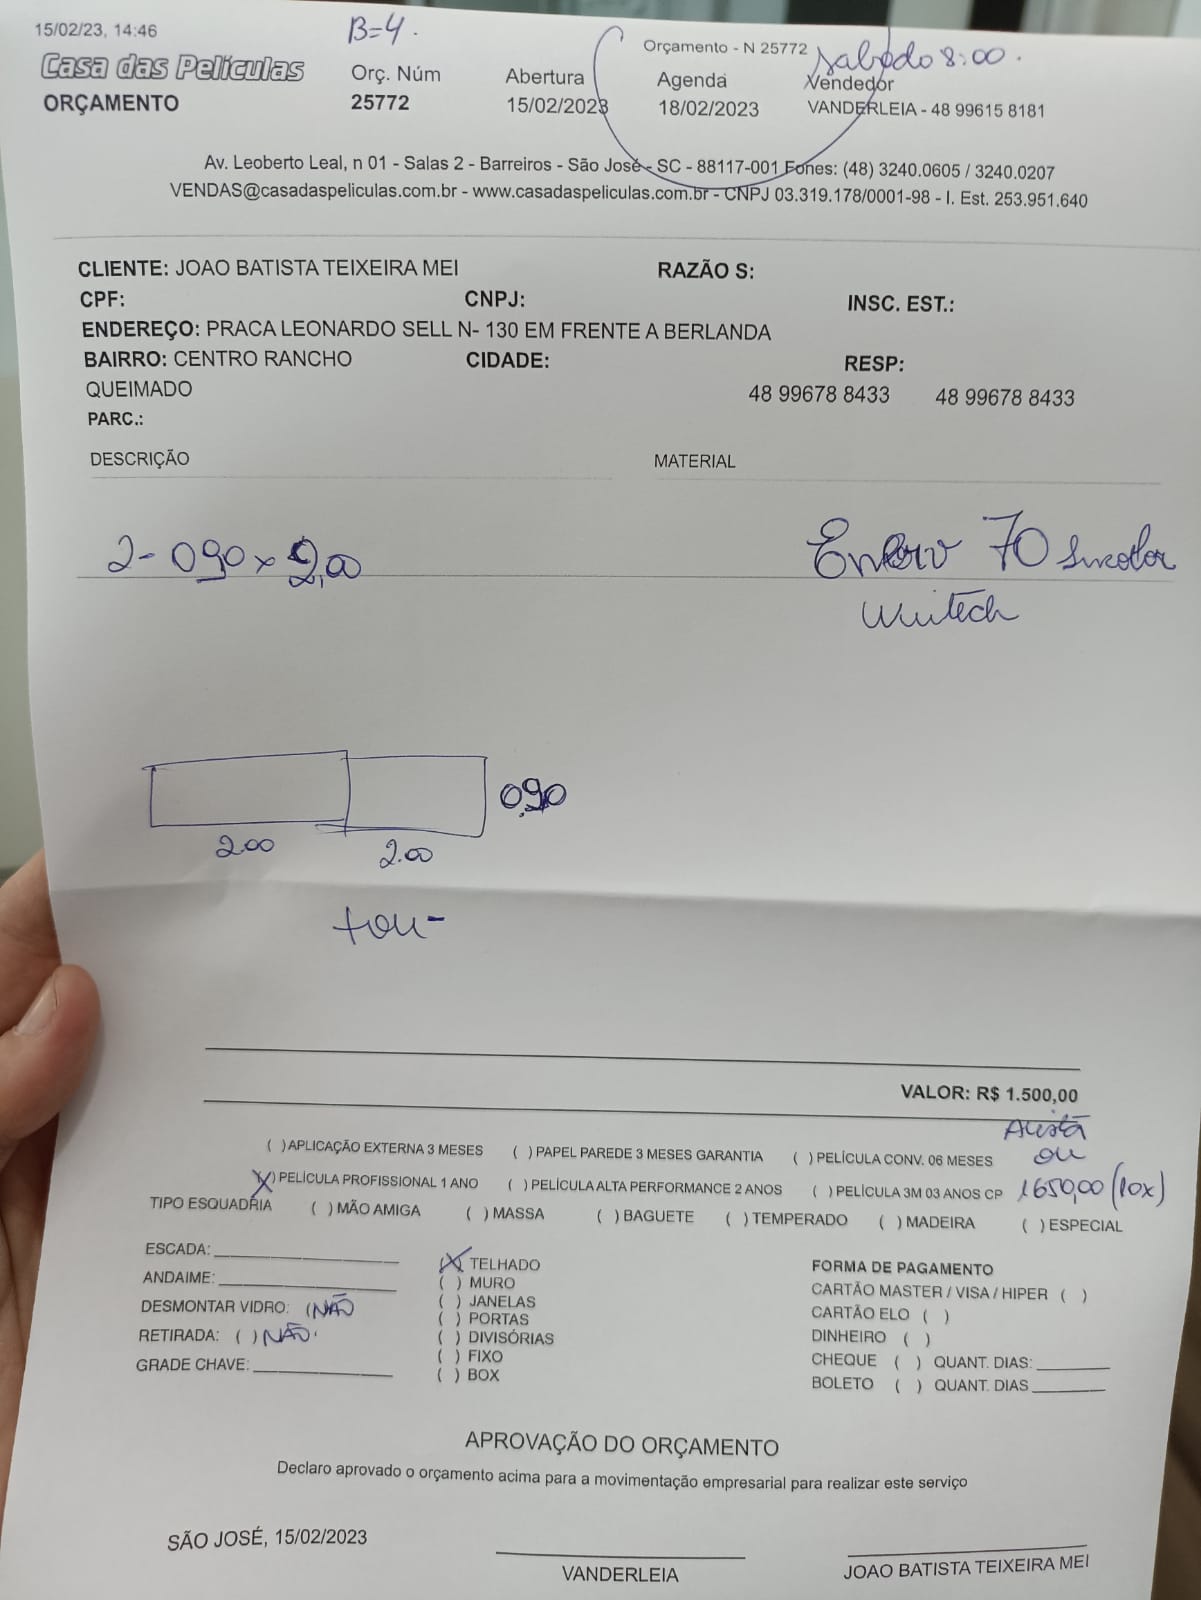 15/02/23, 14:46
B=4.
Orçamento - N 25772
Sabado 8:00.
Casa das Películas
Orç. Núm
Abertura
Agenda
Vendedor
ORÇAMENTO
25772
15/02/2023
18/02/2023
VANDERLEIA - 48 99615 8181
Av. Leoberto Leal, n 01 - Salas 2 - Barreiros - São José - SC - 88117-001 Fones: (48) 3240.0605 / 3240.0207
VENDAS@casadaspeliculas.com.br - www.casadaspeliculas.com.br - CNPJ 03.319.178/0001-98 - I. Est. 253.951.640
CLIENTE: JOAO BATISTA TEIXEIRA MEI RAZÃO S:
CPF: CNPJ: INSC. EST.:
ENDEREÇO: PRACA LEONARDO SELL N- 130 EM FRENTE A BERLANDA
BAIRRO: CENTRO RANCHO CIDADE: RESP:
QUEIMADO 48 99678 8433 48 99678 8433
PARC.:
DESCRIÇÃO MATERIAL
2- 0,90 x 2,00
70 Incolor
Wintech
0,90
2.00 2.00
VALOR: R$ 1.500,00
Avista
ou
( )APLICAÇÃO EXTERNA 3 MESES ( ) PAPEL PAREDE 3 MESES GARANTIA ( ) PELÍCULA CONV. 06 MESES
(X) PELÍCULA PROFISSIONAL 1 ANO ( ) PELÍCULA ALTA PERFORMANCE 2 ANOS ( ) PELÍCULA 3M 03 ANOS CP 1650,00 (10x)
TIPO ESQUADRIA ( ) MÃO AMIGA ( ) MASSA ( ) BAGUETE ( ) TEMPERADO ( ) MADEIRA ( ) ESPECIAL
ESCADA:
ANDAIME:
DESMONTAR VIDRO: (NÃO
RETIRADA: ( ) NÃO.
GRADE CHAVE:
(X) TELHADO
( ) MURO
( ) JANELAS
( ) PORTAS
( ) DIVISÓRIAS
( ) FIXO
( ) BOX
FORMA DE PAGAMENTO
CARTÃO MASTER / VISA / HIPER ( )
CARTÃO ELO ( )
DINHEIRO ( )
CHEQUE ( ) QUANT. DIAS:
BOLETO ( ) QUANT. DIAS
APROVAÇÃO DO ORÇAMENTO
Declaro aprovado o orçamento acima para a movimentação empresarial para realizar este serviço
SÃO JOSÉ, 15/02/2023
VANDERLEIA
JOAO BATISTA TEIXEIRA MEI